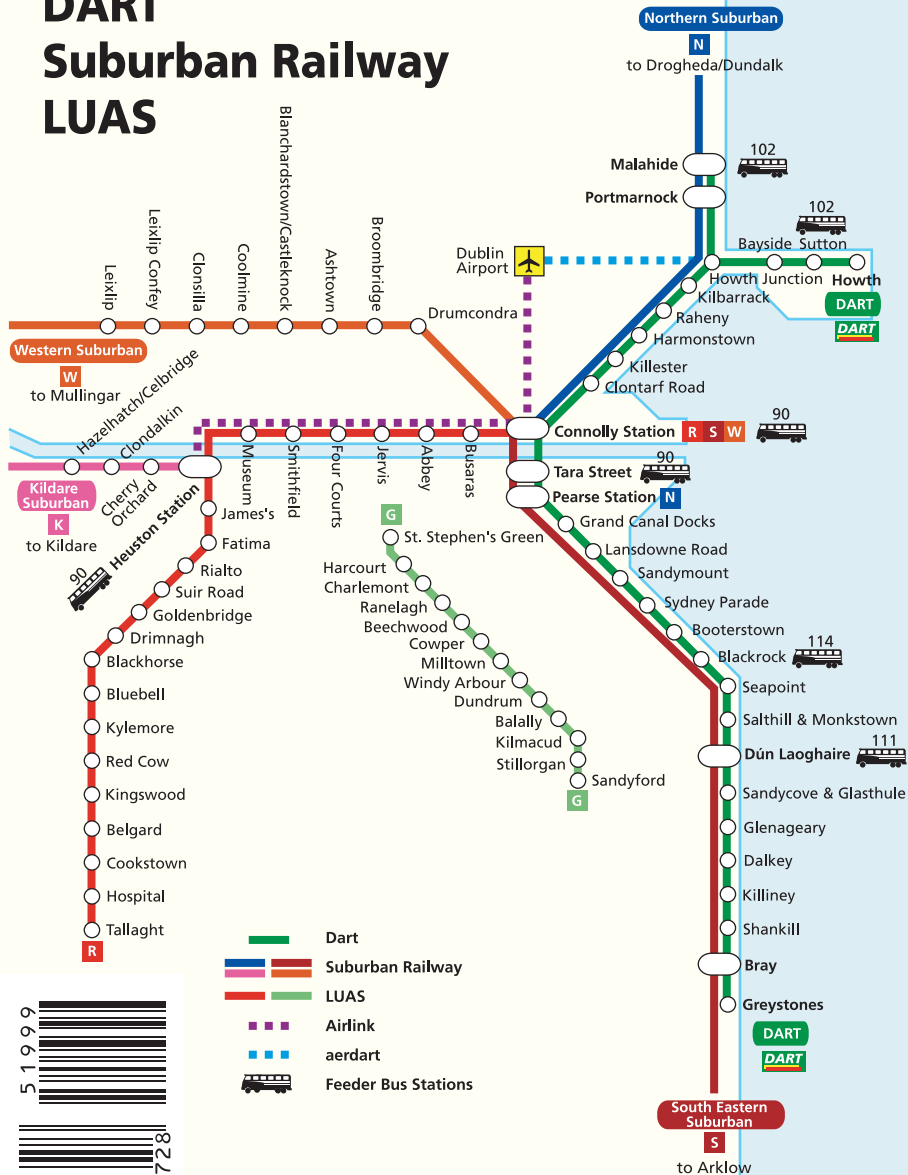 DART
Suburban Railway
LUAS
Northern Suburban
N
to Drogheda/Dundalk
Malahide
102
Portmarnock
102
Bayside
Sutton
Howth Junction
Howth
DART
DART
Dublin
Airport
Kilbarrack
Raheny
Harmonstown
Killester
Clontarf Road
Leixlip
Leixlip Confey
Clonsilla
Coolmine
Blanchardstown/Castleknock
Ashtown
Broombridge
Drumcondra
Western Suburban
W
to Mullingar
Connolly Station
R S W
90
Tara Street
90
Pearse Station
N
Hazelhatch/Celbridge
Clondalkin
Cherry
Orchard
Heuston Station
90
Kildare
Suburban
K
to Kildare
Museum
Smithfield
Four Courts
Jervis
Abbey
Busaras
James's
Fatima
Rialto
Suir Road
Goldenbridge
Drimnagh
Blackhorse
Bluebell
Kylemore
Red Cow
Kingswood
Belgard
Cookstown
Hospital
Tallaght
R
G
St. Stephen's Green
Harcourt
Charlemont
Ranelagh
Beechwood
Cowper
Milltown
Windy Arbour
Dundrum
Balally
Kilmacud
Stillorgan
Sandyford
G
Grand Canal Docks
Lansdowne Road
Sandymount
Sydney Parade
Booterstown
Blackrock
114
Seapoint
Salthill & Monkstown
Dún Laoghaire
111
Sandycove & Glasthule
Glenageary
Dalkey
Killiney
Shankill
Bray
Greystones
DART
DART
South Eastern
Suburban
S
to Arklow
Dart
Suburban Railway
LUAS
Airlink
aerdart
Feeder Bus Stations
51999
728